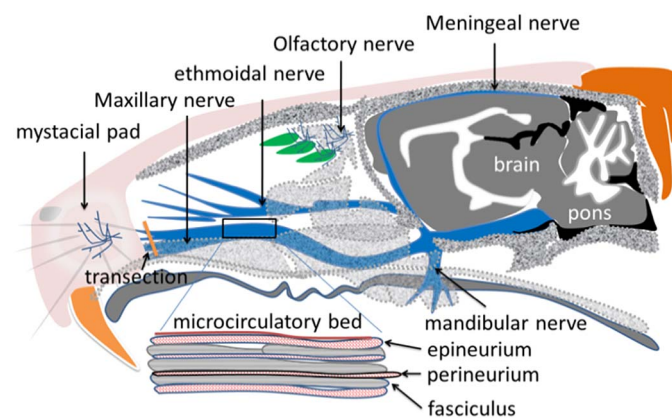 Meningeal nerve
Olfactory nerve
ethmoidal nerve
Maxillary nerve
mystacial pad
brain
pons
transection
microcirculatory bed
mandibular nerve
epineurium
perineurium
fasciculus